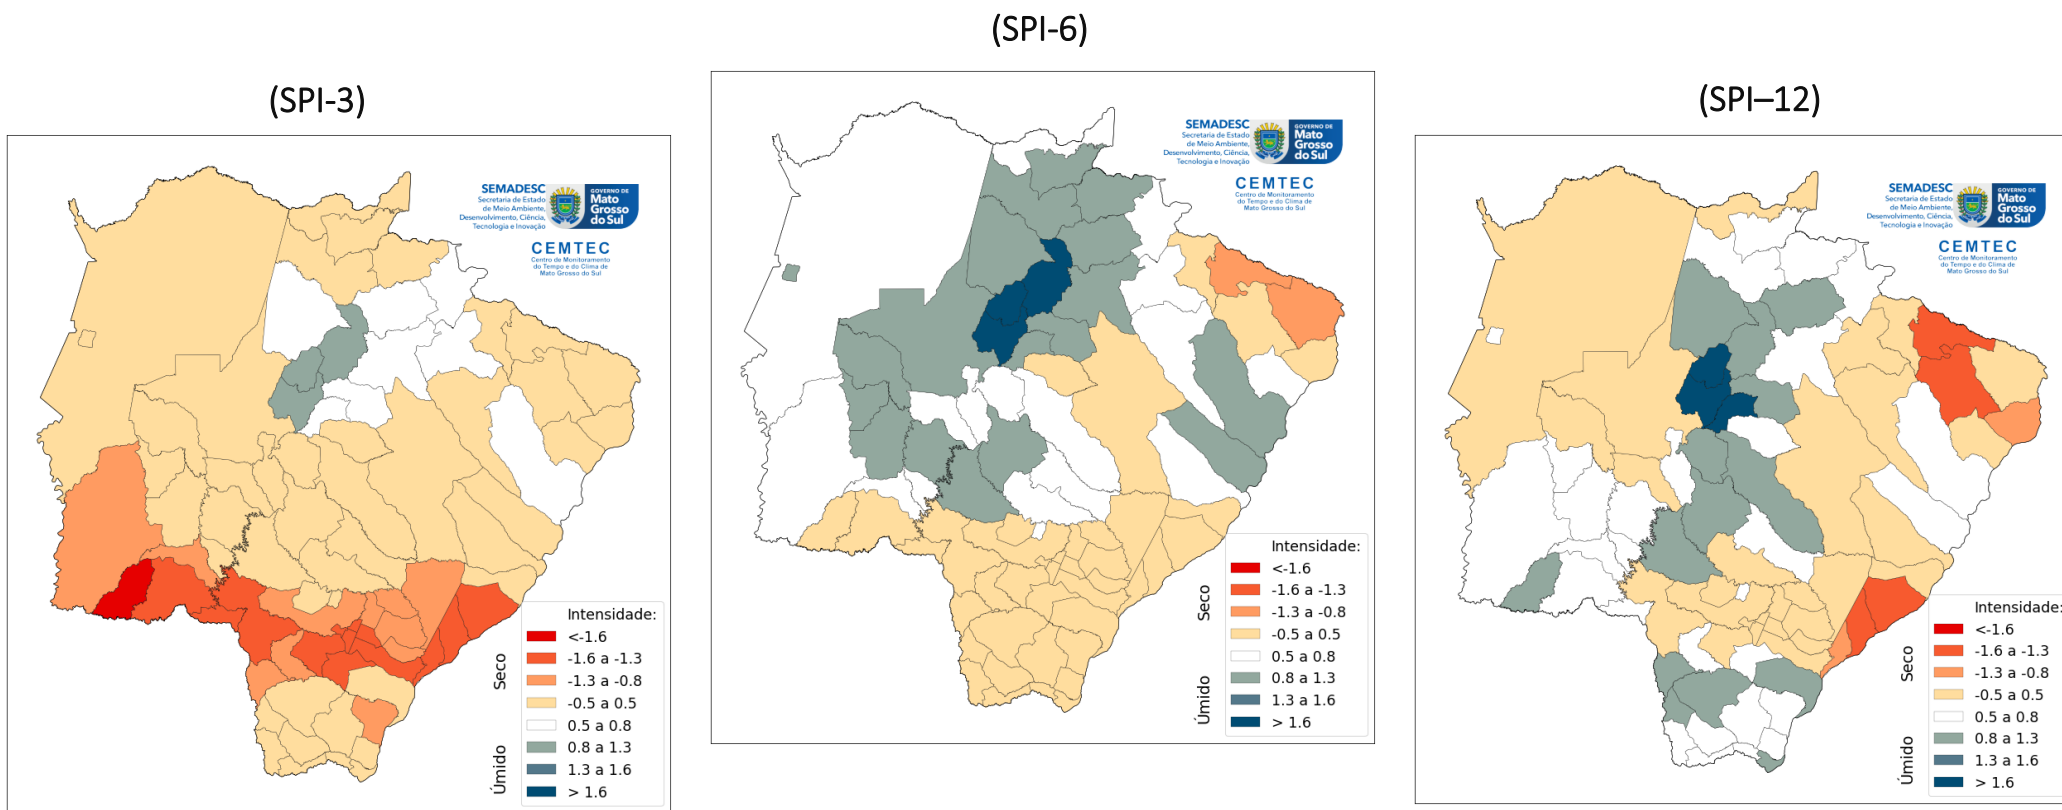 (SPI-3)
SEMADESC
Secretaria de Estado
de Meio Ambiente,
Desenvolvimento, Ciência,
Tecnologia e Inovação
GOVERNO DE
Mato
Grosso
do Sul
CEMTEC
Centro de Monitoramento
do Tempo e do Clima de
Mato Grosso do Sul
Intensidade:
Seco
<-1.6
-1.6 a -1.3
-1.3 a -0.8
-0.5 a 0.5
0.5 a 0.8
Úmido
0.8 a 1.3
1.3 a 1.6
> 1.6
(SPI-6)
SEMADESC
Secretaria de Estado
de Meio Ambiente,
Desenvolvimento, Ciência,
Tecnologia e Inovação
GOVERNO DE
Mato
Grosso
do Sul
CEMTEC
Centro de Monitoramento
do Tempo e do Clima de
Mato Grosso do Sul
Intensidade:
Seco
<-1.6
-1.6 a -1.3
-1.3 a -0.8
-0.5 a 0.5
0.5 a 0.8
Úmido
0.8 a 1.3
1.3 a 1.6
> 1.6
(SPI–12)
SEMADESC
Secretaria de Estado
de Meio Ambiente,
Desenvolvimento, Ciência,
Tecnologia e Inovação
GOVERNO DE
Mato
Grosso
do Sul
CEMTEC
Centro de Monitoramento
do Tempo e do Clima de
Mato Grosso do Sul
Intensidade:
Seco
<-1.6
-1.6 a -1.3
-1.3 a -0.8
-0.5 a 0.5
0.5 a 0.8
Úmido
0.8 a 1.3
1.3 a 1.6
> 1.6